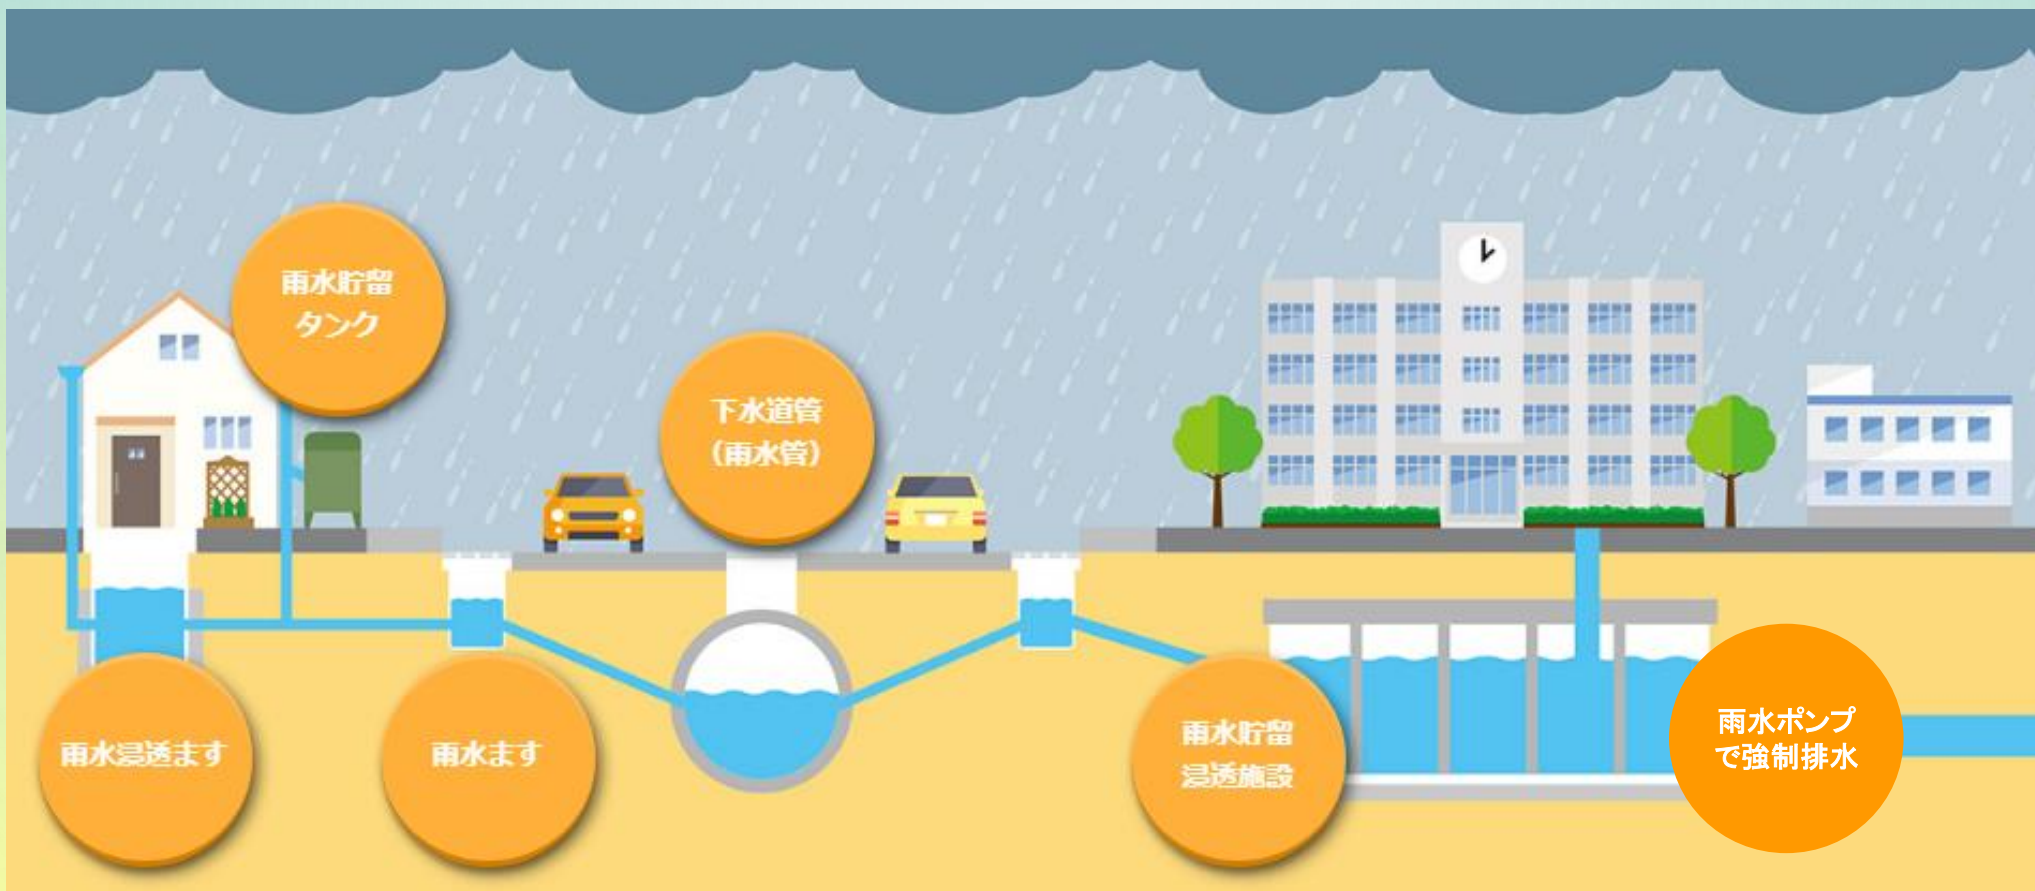 雨水貯留
タンク
下水道管
(雨水管)
雨水浸透ます
雨水ます
雨水貯留
浸透施設
雨水ポンプ
で強制排水